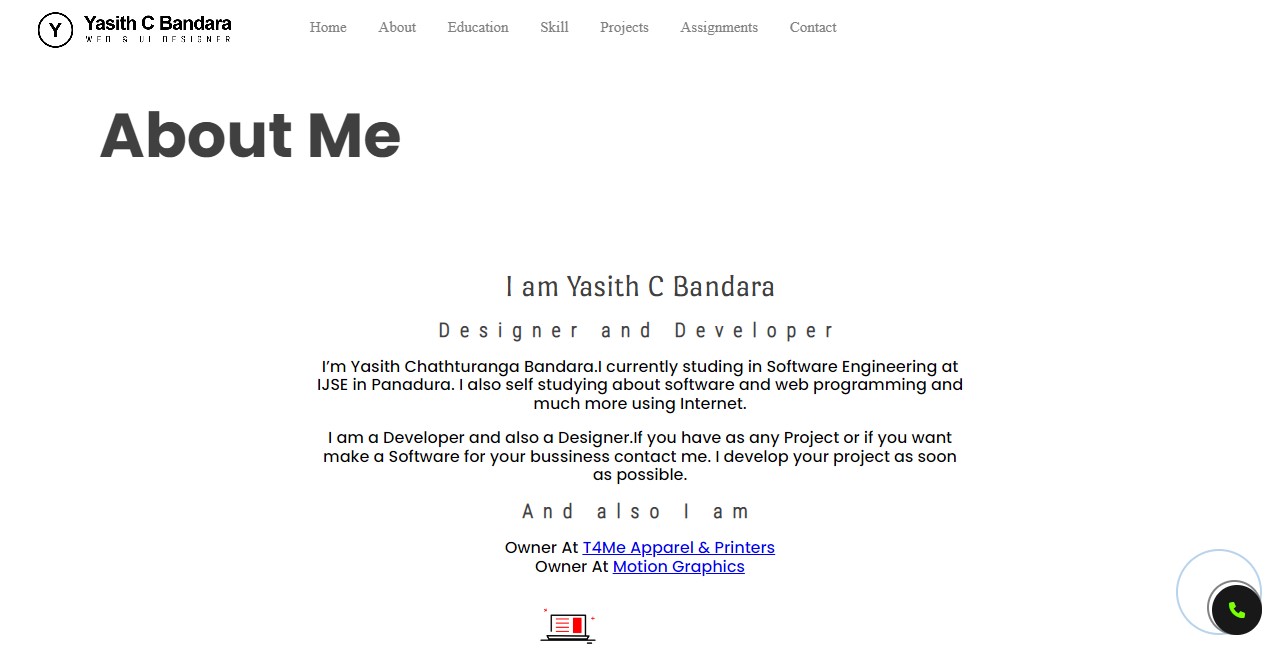 Y
Yasith C Bandara
WEB & UI DESIGNER
Home About Education Skill Projects Assignments Contact
About Me
I am Yasith C Bandara
Designer and Developer
I’m Yasith Chathturanga Bandara.I currently studing in Software Engineering at
IJSE in Panadura. I also self studying about software and web programming and
much more using Internet.
I am a Developer and also a Designer.If you have as any Project or if you want
make a Software for your bussiness contact me. I develop your project as soon
as possible.
And also I am
Owner At T4Me Apparel & Printers
Owner At Motion Graphics